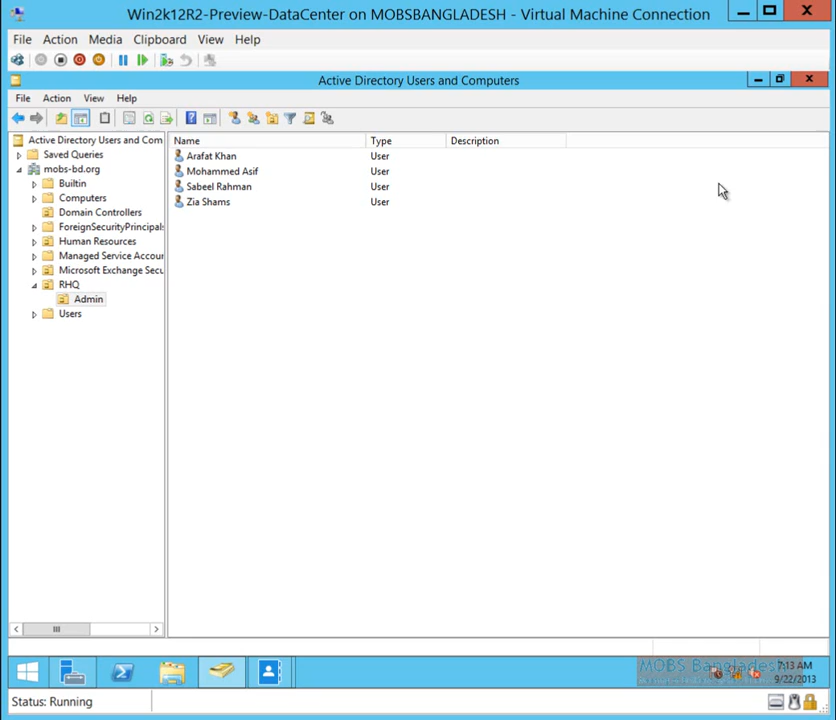 Win2k12R2-Preview-DataCenter on MOBSBANGLADESH - Virtual Machine Connection
File Action Media Clipboard View Help
Active Directory Users and Computers
File Action View Help
Active Directory Users and Com
Saved Queries
mobs-bd.org
Builtin
Computers
Domain Controllers
ForeignSecurityPrincipals
Human Resources
Managed Service Accoun
Microsoft Exchange Secu
RHQ
Admin
Users
Name Type Description
Arafat Khan User
Mohammed Asif User
Sabeel Rahman User
Zia Shams User
MOBS Bangladesh
7:13 AM
9/22/2013
Status: Running